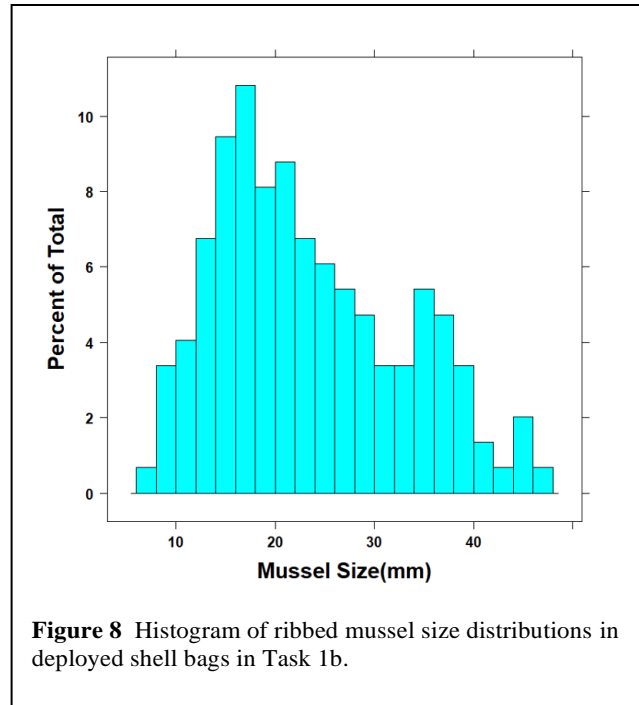 10
8
6
4
2
0
Percent of Total
10 20 30 40
Mussel Size(mm)
Figure 8 Histogram of ribbed mussel size distributions in
deployed shell bags in Task 1b.